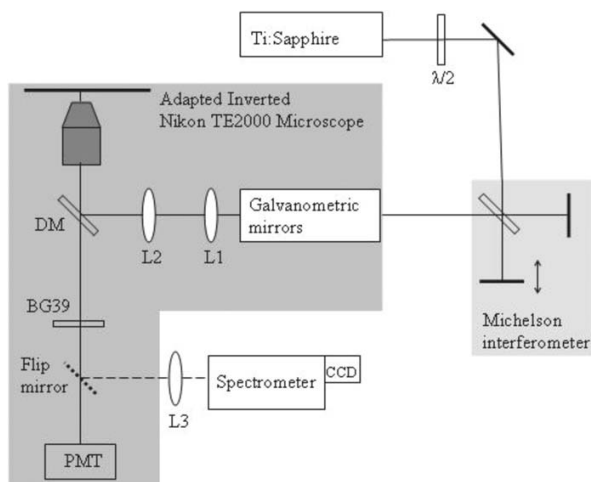 Ti:Sapphire
λ/2
Adapted Inverted
Nikon TE2000 Microscope
Galvanometric
mirrors
DM
L2
L1
BG39
Michelson
interferometer
Flip
mirror
Spectrometer
CCD
L3
PMT